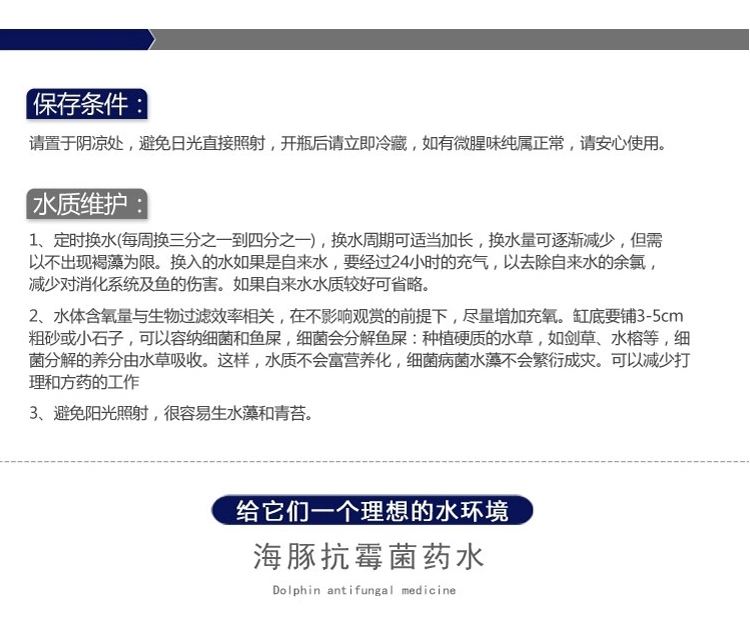 保存条件：
请置于阴凉处，避免日光直接照射，开瓶后请立即冷藏，如有微腥味纯属正常，请安心使用。
水质维护：
1、定时换水(每周换三分之一到四分之一)，换水周期可适当加长，换水量可逐渐减少，但需
以不出现褐藻为限。换入的水如果是自来水，要经过24小时的充气，以去除自来水的余氯，
减少对消化系统及鱼的伤害。如果自来水水质较好可省略。
2、水体含氧量与生物过滤效率相关，在不影响观赏的前提下，尽量增加充氧。缸底要铺3-5cm
粗砂或小石子，可以容纳细菌和鱼屎，细菌会分解鱼屎：种植硬质的水草，如剑草、水榕等，细
菌分解的养分由水草吸收。这样，水质不会富营养化，细菌病菌水藻不会繁衍成灾。可以减少打
理和方药的工作
3、避免阳光照射，很容易生水藻和青苔。
给它们一个理想的水环境
海豚抗霉菌药水
Dolphin antifungal medicine